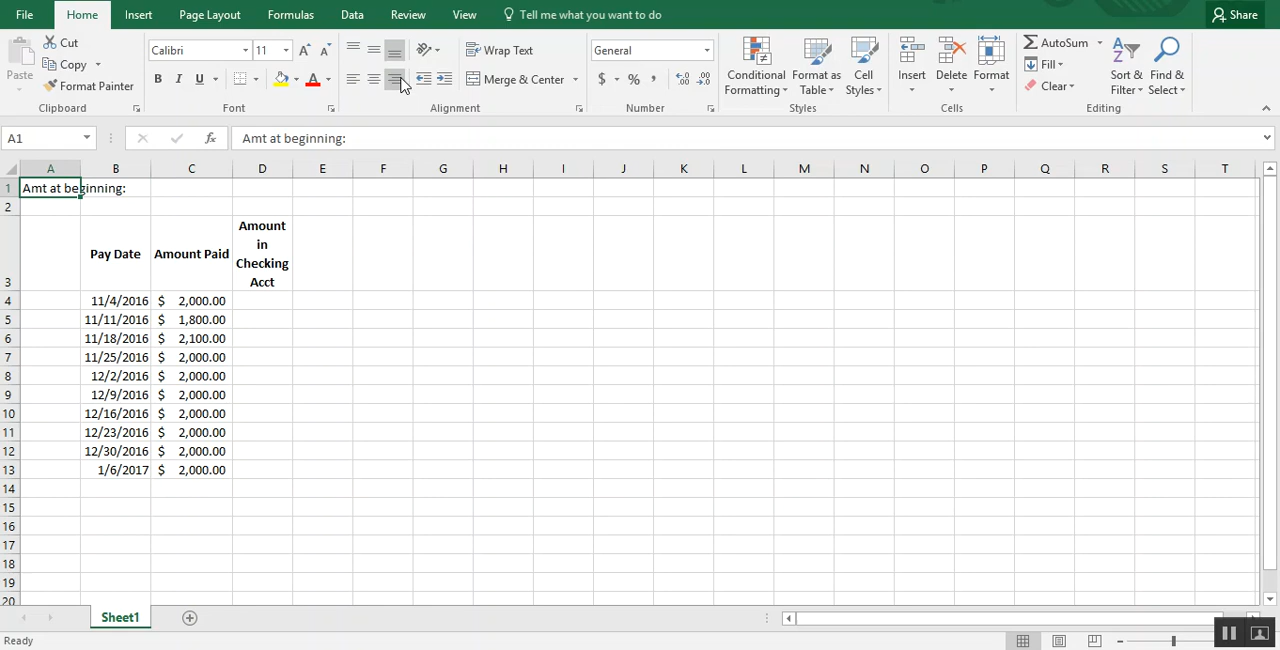 File Home Insert Page Layout Formulas Data Review View Tell me what you want to do Share
Paste Cut Calibri 11 A A Wrap Text General Conditional Formatting Format as Table Cell Styles Insert Delete Format AutoSum Sort & Filter Find & Select
Copy Fill
Format Painter B I U A Merge & Center $ % , Clear
Clipboard Font Alignment Number Styles Cells Editing
A1 fx Amt at beginning:
A B C D E F G H I J K L M N O P Q R S T
1 Amt at beginning:
2
3 Pay Date Amount Paid Amount in Checking Acct
4 11/4/2016 $ 2,000.00
5 11/11/2016 $ 1,800.00
6 11/18/2016 $ 2,100.00
7 11/25/2016 $ 2,000.00
8 12/2/2016 $ 2,000.00
9 12/9/2016 $ 2,000.00
10 12/16/2016 $ 2,000.00
11 12/23/2016 $ 2,000.00
12 12/30/2016 $ 2,000.00
13 1/6/2017 $ 2,000.00
14
15
16
17
18
19
20
Sheet1
Ready